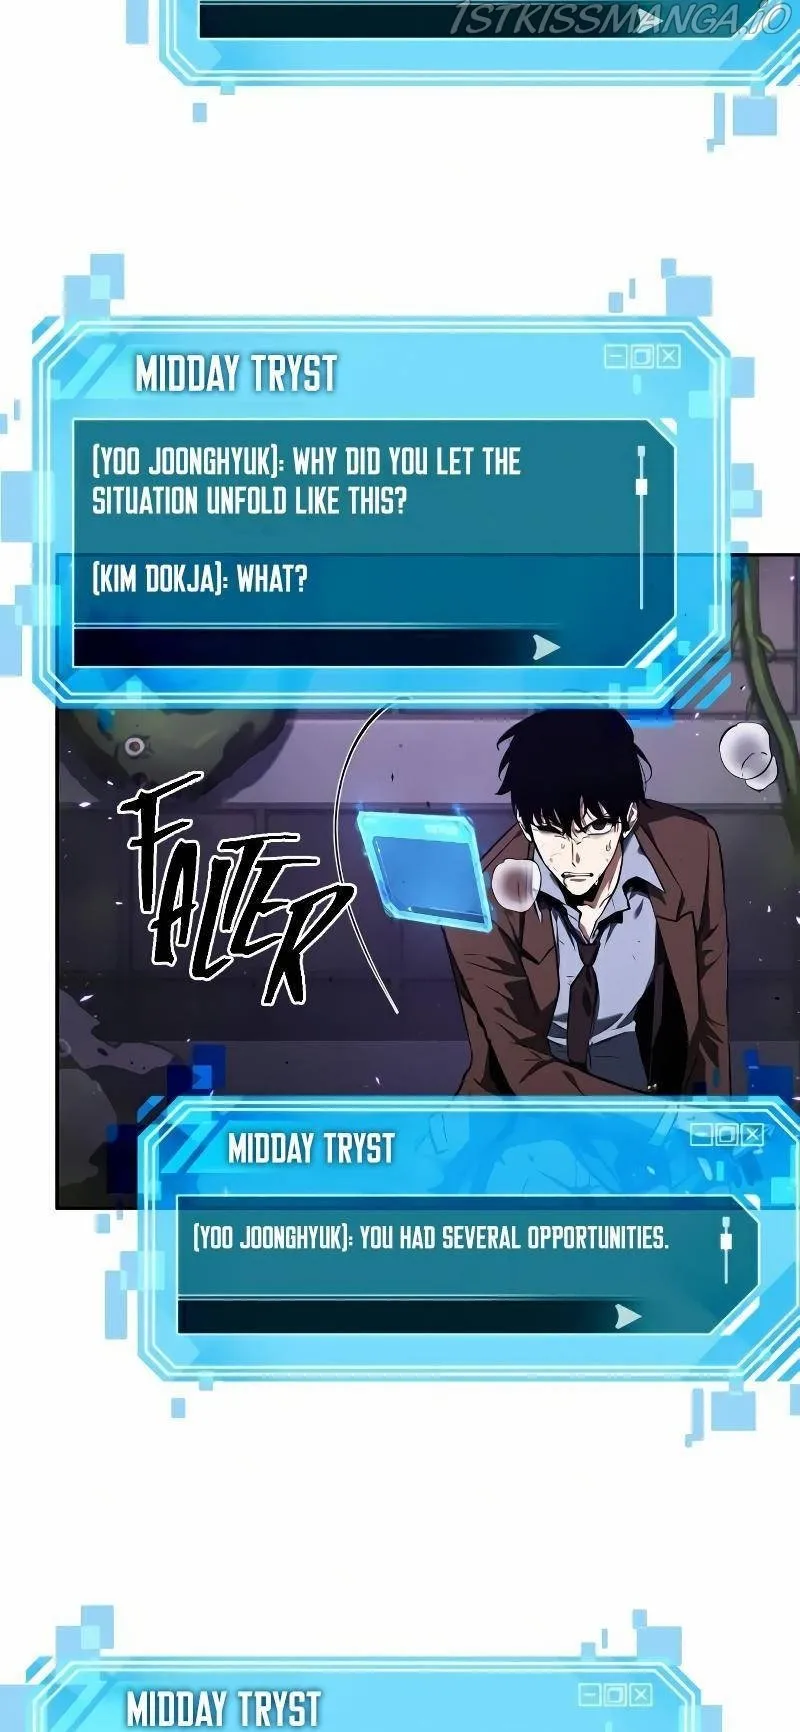 1STKISSMANGA.IO
MIDDAY TRYST
(YOO JOONGHYUK): WHY DID YOU LET THE
SITUATION UNFOLD LIKE THIS?
(KIM DOKJA): WHAT?
FALTER
MIDDAY TRYST
(YOO JOONGHYUK): YOU HAD SEVERAL OPPORTUNITIES.
MIDDAY TRYST